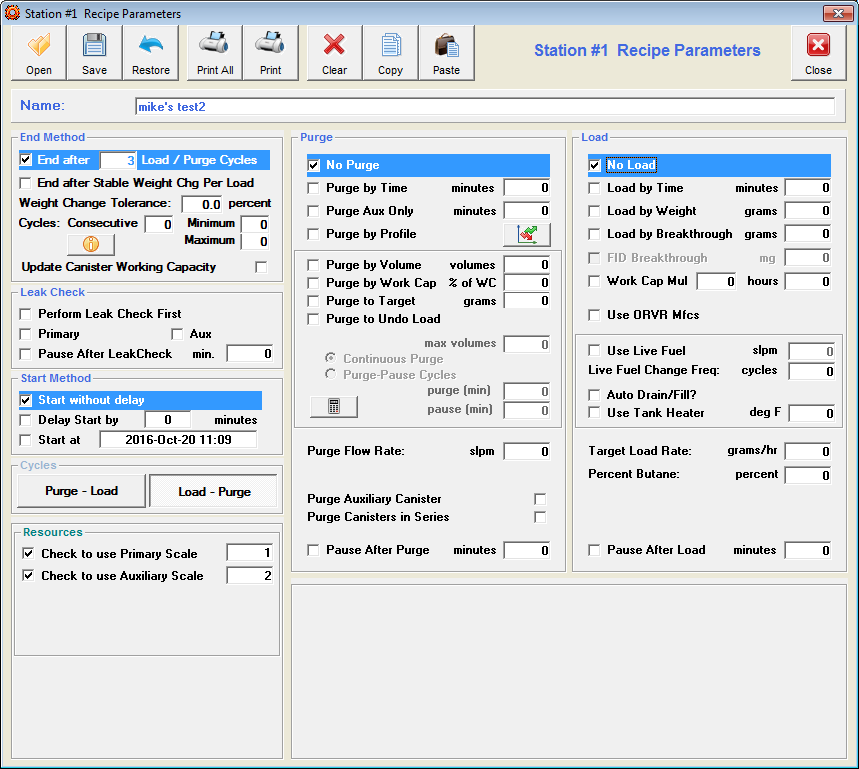 Station #1 Recipe Parameters
Open Save Restore Print All Print Clear Copy Paste Station #1 Recipe Parameters Close
Name: mike's test2
End Method
End after 3 Load / Purge Cycles
End after Stable Weight Chg Per Load
Weight Change Tolerance: 0.0 percent
Cycles: Consecutive 0 Minimum 0
Maximum 0
Update Canister Working Capacity
Leak Check
Perform Leak Check First
Primary Aux
Pause After LeakCheck min. 0
Start Method
Start without delay
Delay Start by 0 minutes
Start at 2016-Oct-20 11:09
Cycles
Purge - Load Load - Purge
Resources
Check to use Primary Scale 1
Check to use Auxiliary Scale 2
Purge
No Purge
Purge by Time minutes 0
Purge Aux Only minutes 0
Purge by Profile
Purge by Volume volumes 0
Purge by Work Cap % of WC 0
Purge to Target grams 0
Purge to Undo Load
max volumes 0
Continuous Purge
Purge-Pause Cycles
purge (min) 0
pause (min) 0
Purge Flow Rate: slpm 0
Purge Auxiliary Canister
Purge Canisters in Series
Pause After Purge minutes 0
Load
No Load
Load by Time minutes 0
Load by Weight grams 0
Load by Breakthrough grams 0
FID Breakthrough mg 0
Work Cap Mul 0 hours 0
Use ORVR Mfcs
Use Live Fuel slpm 0
Live Fuel Change Freq: cycles 0
Auto Drain/Fill?
Use Tank Heater deg F 0
Target Load Rate: grams/hr 0
Percent Butane: percent 0
Pause After Load minutes 0